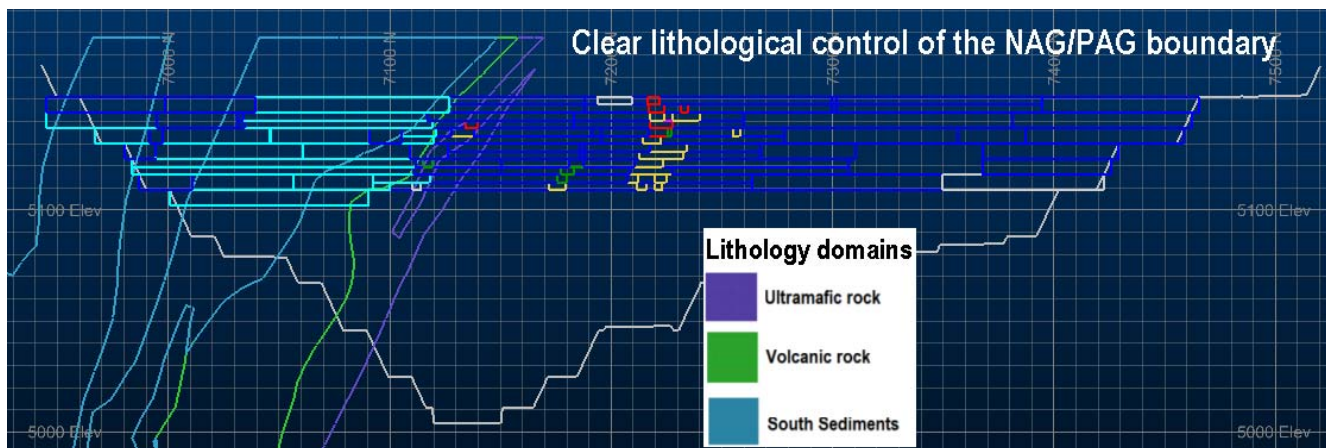 Clear lithological control of the NAG/PAG boundary
7000 N
7100 N
7200 N
7300 N
7400 N
7500 N
5100 Elev
5100 Elev
Lithology domains
Ultramafic rock
Volcanic rock
South Sediments
5000 Elev
5000 Elev